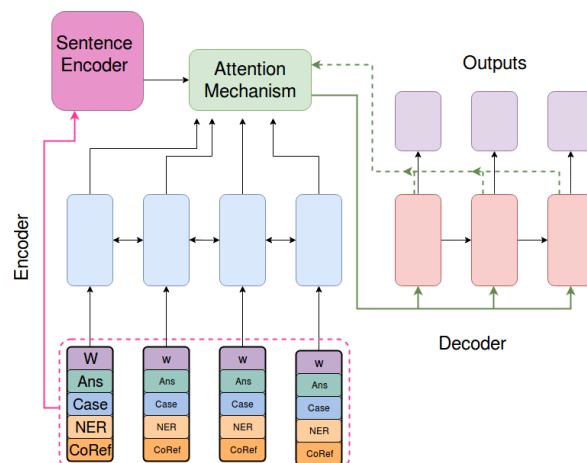 Sentence
Encoder
Attention
Mechanism
Outputs
Encoder
Decoder
W
Ans
Case
NER
CoRef
w
Ans
Case
NER
CoRef
w
Ans
Case
NER
CoRef
w
Ans
Case
NER
CoRef